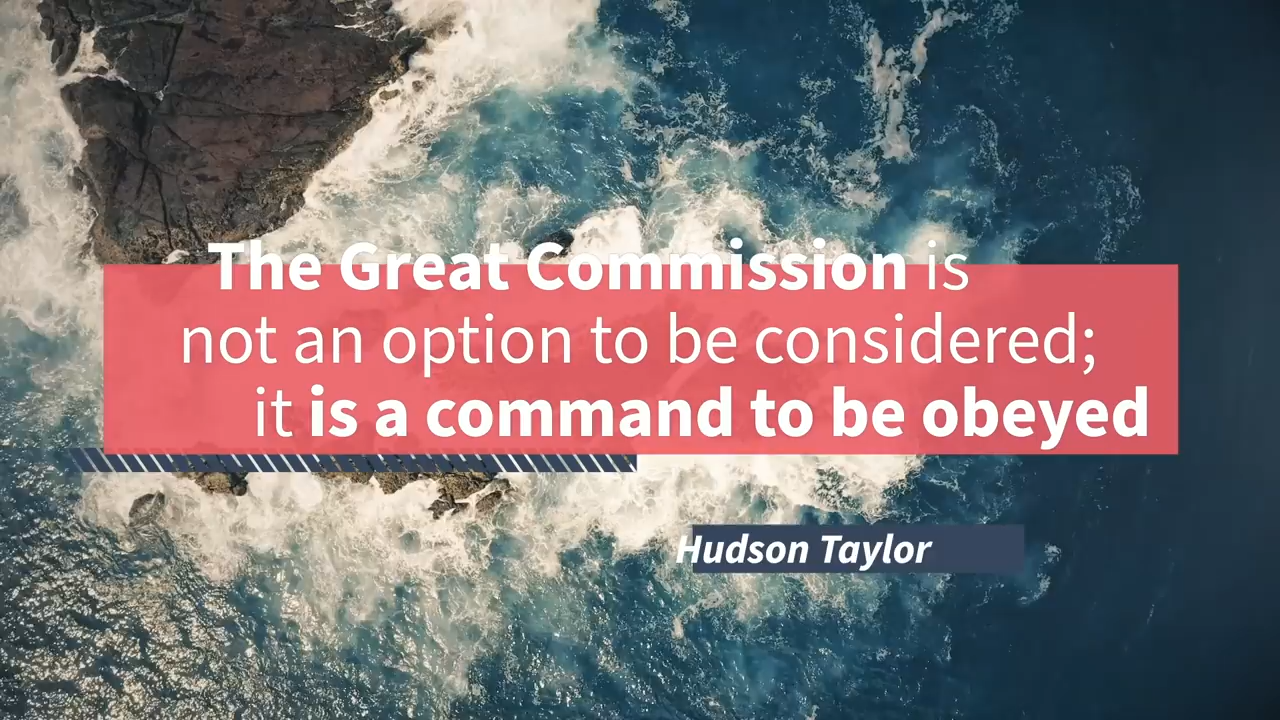 The Great Commission is
not an option to be considered;
it is a command to be obeyed
Hudson Taylor